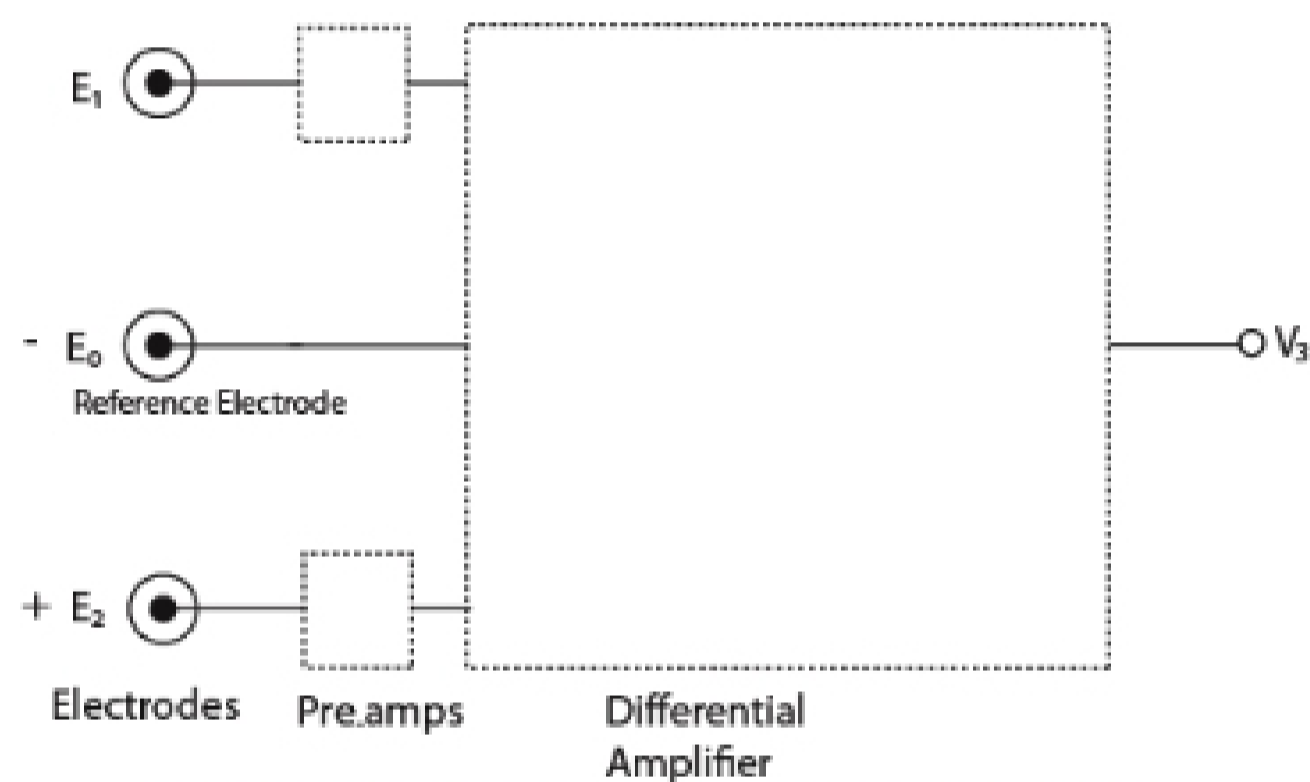 E₁
- E₀
Reference Electrode
V₃
+ E₂
Electrodes
Pre.amps
Differential
Amplifier